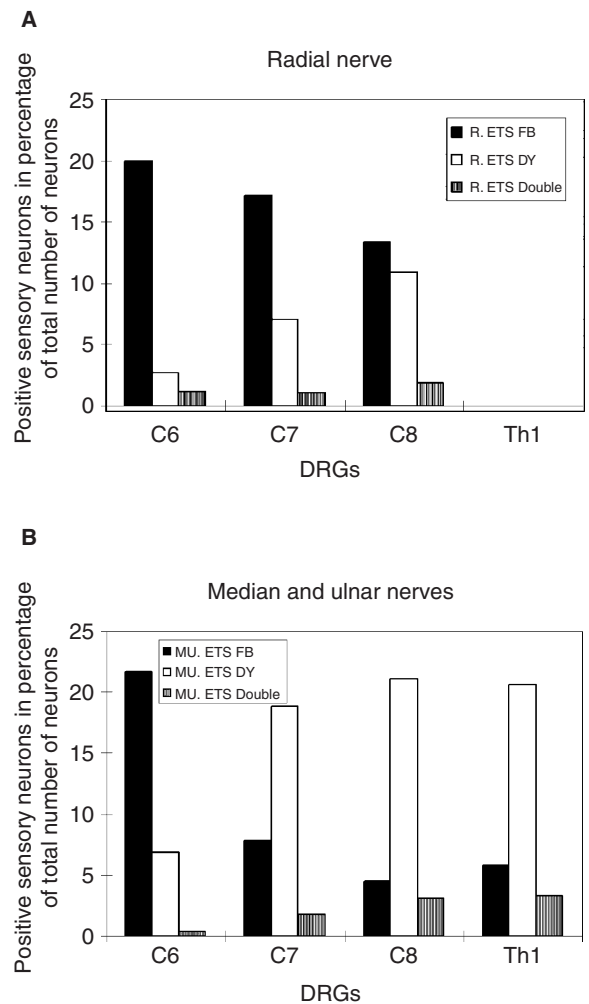 A
Radial nerve
Positive sensory neurons in percentage
of total number of neurons
25
20
15
10
5
0
R. ETS FB
R. ETS DY
R. ETS Double
C6 C7 C8 Th1
DRGs
B
Median and ulnar nerves
Positive sensory neurons in percentage
of total number of neurons
25
20
15
10
5
0
MU. ETS FB
MU. ETS DY
MU. ETS Double
C6 C7 C8 Th1
DRGs